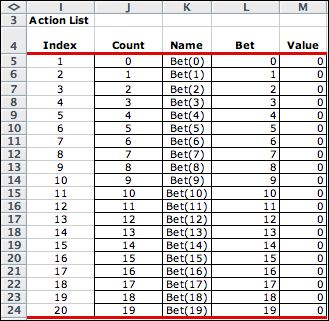 I J K L M
3 Action List
4 Index Count Name Bet Value
5 1 0 Bet(0) 0 0
6 2 1 Bet(1) 1 0
7 3 2 Bet(2) 2 0
8 4 3 Bet(3) 3 0
9 5 4 Bet(4) 4 0
10 6 5 Bet(5) 5 0
11 7 6 Bet(6) 6 0
12 8 7 Bet(7) 7 0
13 9 8 Bet(8) 8 0
14 10 9 Bet(9) 9 0
15 11 10 Bet(10) 10 0
16 12 11 Bet(11) 11 0
17 13 12 Bet(12) 12 0
18 14 13 Bet(13) 13 0
19 15 14 Bet(14) 14 0
20 16 15 Bet(15) 15 0
21 17 16 Bet(16) 16 0
22 18 17 Bet(17) 17 0
23 19 18 Bet(18) 18 0
24 20 19 Bet(19) 19 0